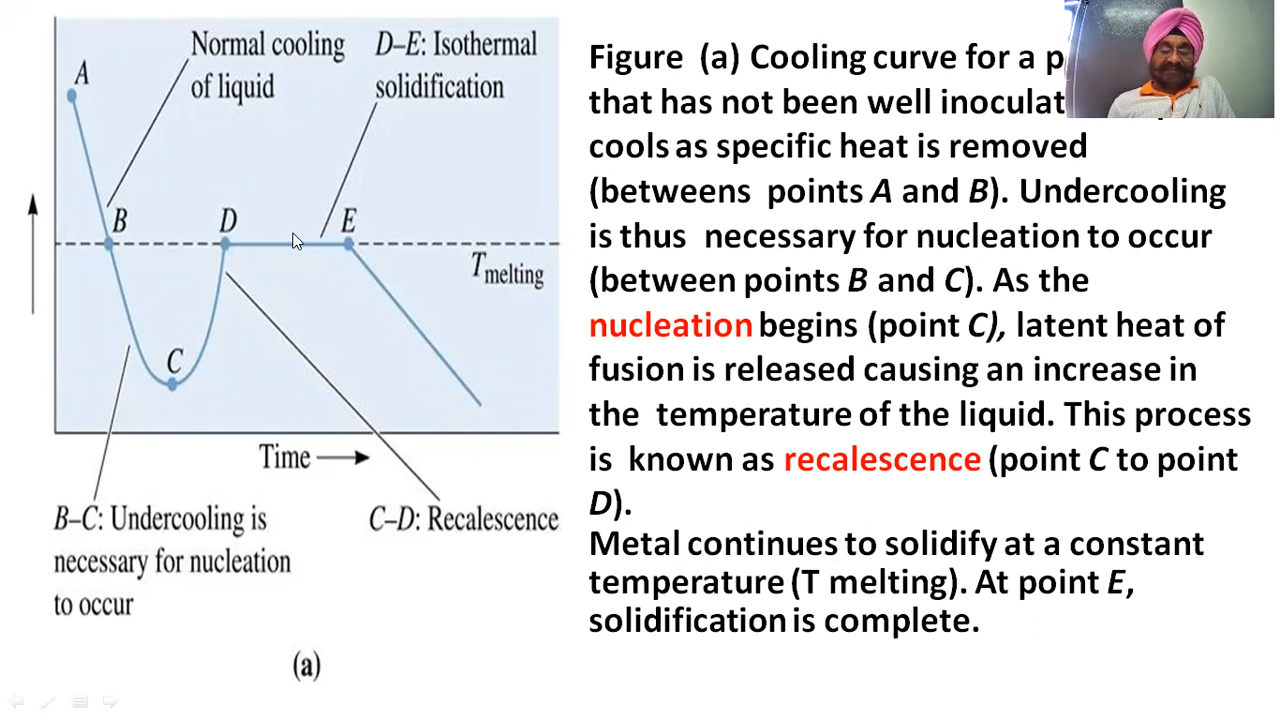 A
Normal cooling
of liquid
D–E: Isothermal
solidification
B
D
E
T melting
C
Time
B–C: Undercooling is
necessary for nucleation
to occur
C–D: Recalescence
(a)
Figure (a) Cooling curve for a
that has not been well
cools as specific heat is removed
(betweens points A and B). Undercooling
is thus necessary for nucleation to occur
(between points B and C). As the
nucleation begins (point C), latent heat of
fusion is released causing an increase in
the temperature of the liquid. This process
is known as recalescence (point C to point
D).
Metal continues to solidify at a constant
temperature (T melting). At point E,
solidification is complete.